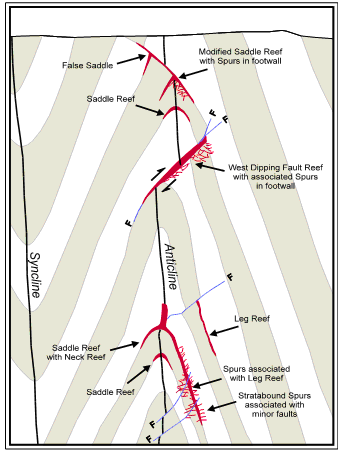 False Saddle
Modified Saddle Reef
with Spurs in footwall
Saddle Reef
F
F
West Dipping Fault Reef
with associated Spurs
in footwall
F
Syncline
Anticline
F
Leg Reef
Saddle Reef
with Neck Reef
Spurs associated
with Leg Reef
Saddle Reef
Stratabound Spurs
associated with
minor faults
F
F